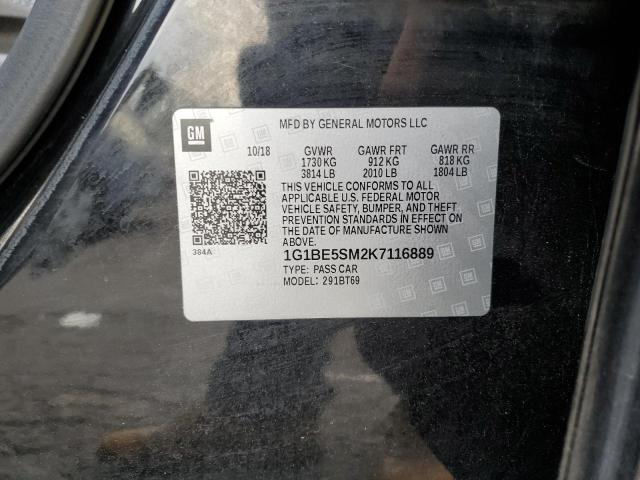 GM
MFD BY GENERAL MOTORS LLC
10/18 GVWR GAWR FRT GAWR RR
1730 KG 912 KG 818 KG
3814 LB 2010 LB 1804 LB
THIS VEHICLE CONFORMS TO ALL
APPLICABLE U.S. FEDERAL MOTOR
VEHICLE SAFETY, BUMPER, AND THEFT
PREVENTION STANDARDS IN EFFECT ON
THE DATE OF MANUFACTURE SHOWN
ABOVE.
384A
1G1BE5SM2K7116889
TYPE: PASS CAR
MODEL: 291BT69